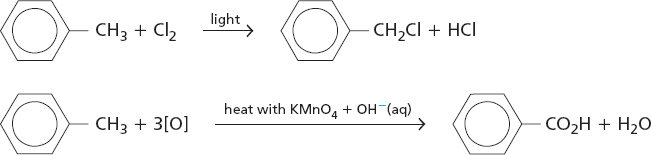 CH₃ + Cl₂ light CH₂Cl + HCl
CH₃ + 3[O] heat with KMnO₄ + OH⁻(aq) CO₂H + H₂O